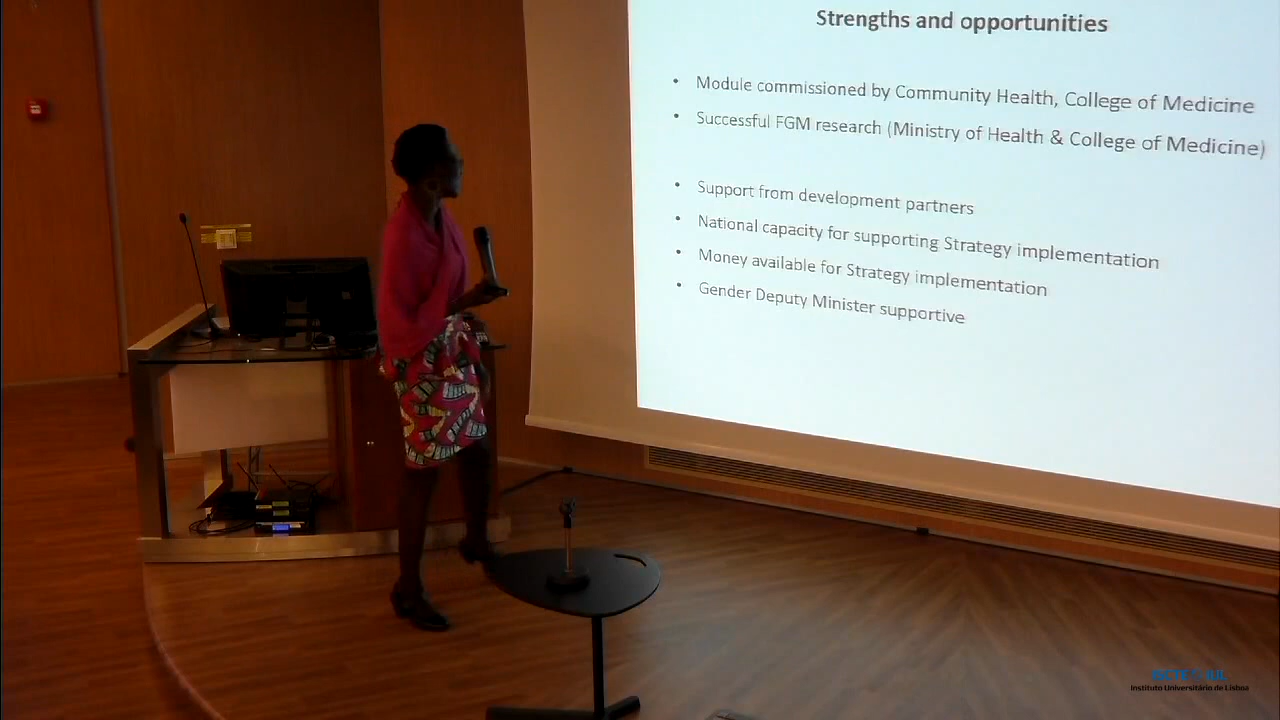 Strengths and opportunities
• Module commissioned by Community Health, College of Medicine
• Successful FGM research (Ministry of Health & College of Medicine)
• Support from development partners
• National capacity for supporting Strategy implementation
• Money available for Strategy implementation
• Gender Deputy Minister supportive
Instituto Universitário de Lisboa